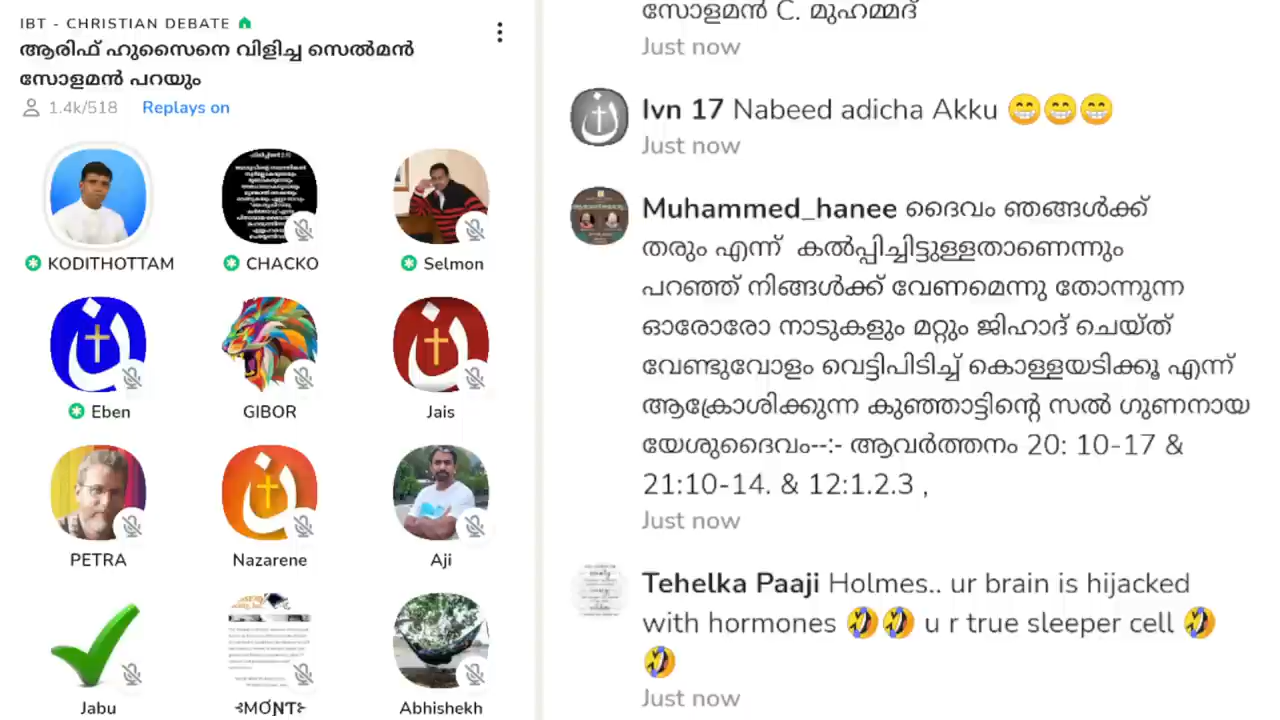 IBT - CHRISTIAN DEBATE
ആരിഫ് ഹുസൈനെ വിളിച്ച സെൽമൻ
സോളമൻ പറയും
1.4k/518 Replays on
KODITHOTTAM
CHACKO
Selmon
Eben
GIBOR
Jais
PETRA
Nazarene
Aji
Jabu
Abhishekh
സോളമൻ C. മുഹമ്മദ്
Just now
Ivn 17 Nabeed adicha Akku 😁😁😁
Just now
Muhammed_hanee ദൈവം ഞങ്ങൾക്ക്
തരും എന്ന് കൽപ്പിച്ചിട്ടുള്ളതാണെന്നും
പറഞ്ഞ് നിങ്ങൾക്ക് വേണമെന്നു തോന്നുന്ന
ഓരോരോ നാടുകളും മറ്റും ജിഹാദ് ചെയ്ത്
വേണ്ടുവോളം വെട്ടിപിടിച്ച് കൊള്ളയടിക്കൂ എന്ന്
ആക്രോശിക്കുന്ന കുഞ്ഞാട്ടിന്റെ സൽ ഗുണനായ
യേശുദൈവം--:- ആവർത്തനം 20: 10-17 &
21:10-14. & 12:1.2.3 ,
Just now
Tehelka Paaji Holmes.. ur brain is hijacked
with hormones 🤣🤣 u r true sleeper cell 🤣
🤣
Just now